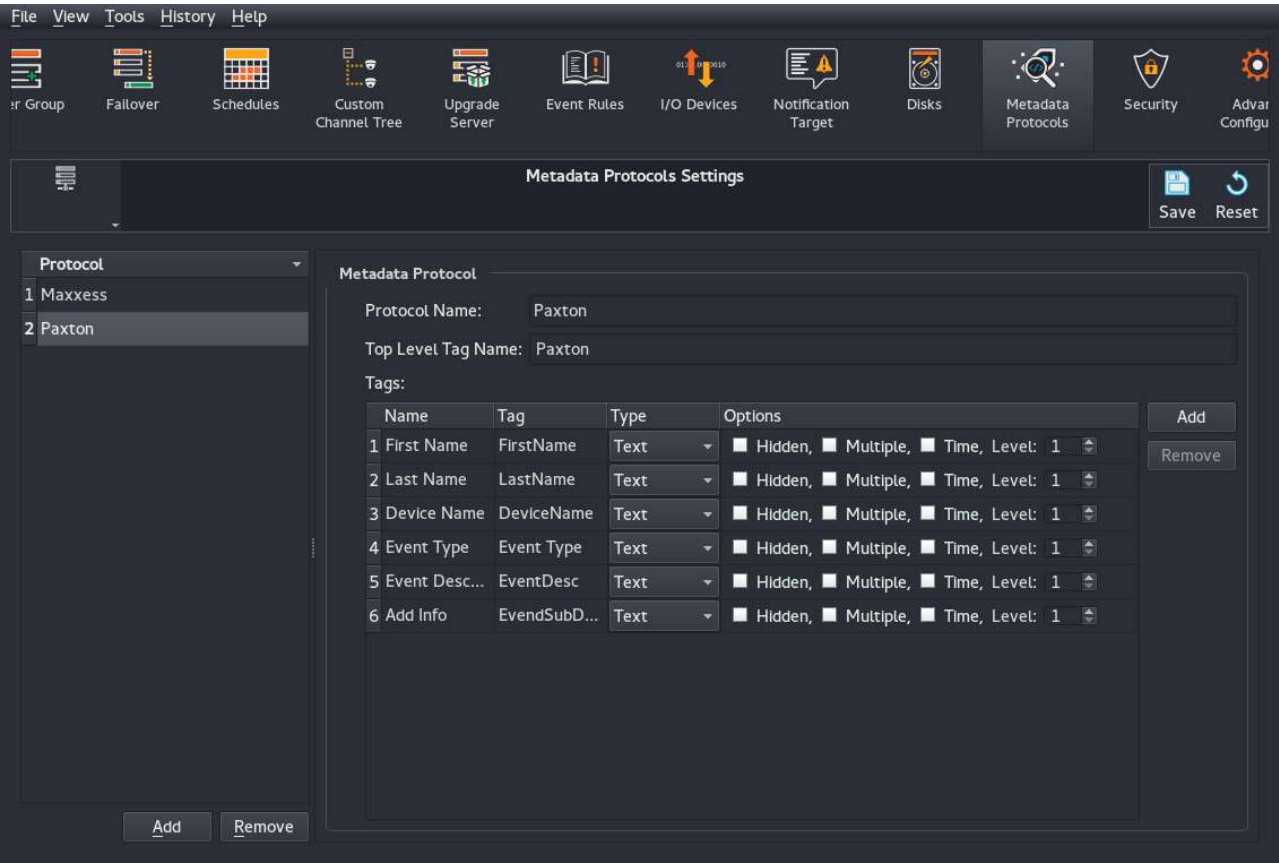 File View Tools History Help
er Group Failover Schedules Custom Channel Tree Upgrade Server Event Rules I/O Devices Notification Target Disks Metadata Protocols Security Advar Configu
Metadata Protocols Settings
Save Reset
Protocol
1 Maxxess
2 Paxton
Add Remove
Metadata Protocol
Protocol Name: Paxton
Top Level Tag Name: Paxton
Tags:
Name Tag Type Options
1 First Name FirstName Text Hidden, Multiple, Time, Level: 1
2 Last Name LastName Text Hidden, Multiple, Time, Level: 1
3 Device Name DeviceName Text Hidden, Multiple, Time, Level: 1
4 Event Type Event Type Text Hidden, Multiple, Time, Level: 1
5 Event Desc... EventDesc Text Hidden, Multiple, Time, Level: 1
6 Add Info EvendSubD... Text Hidden, Multiple, Time, Level: 1
Add
Remove